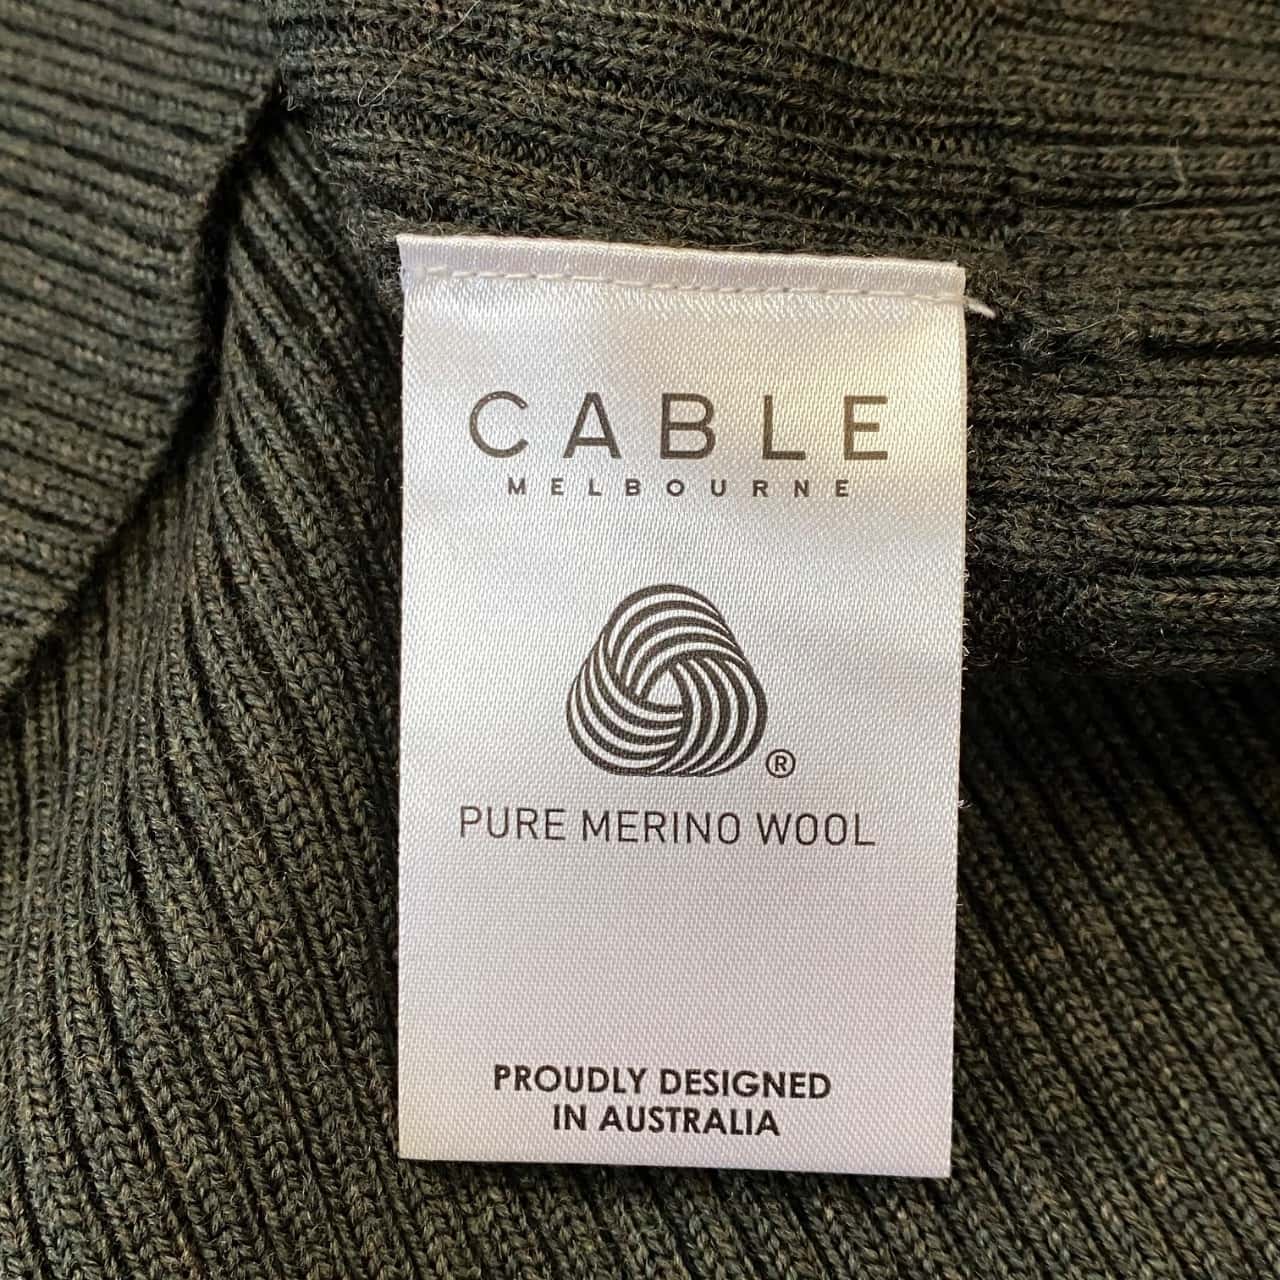 CABLE
MELBOURNE
®
PURE MERINO WOOL
PROUDLY DESIGNED
IN AUSTRALIA